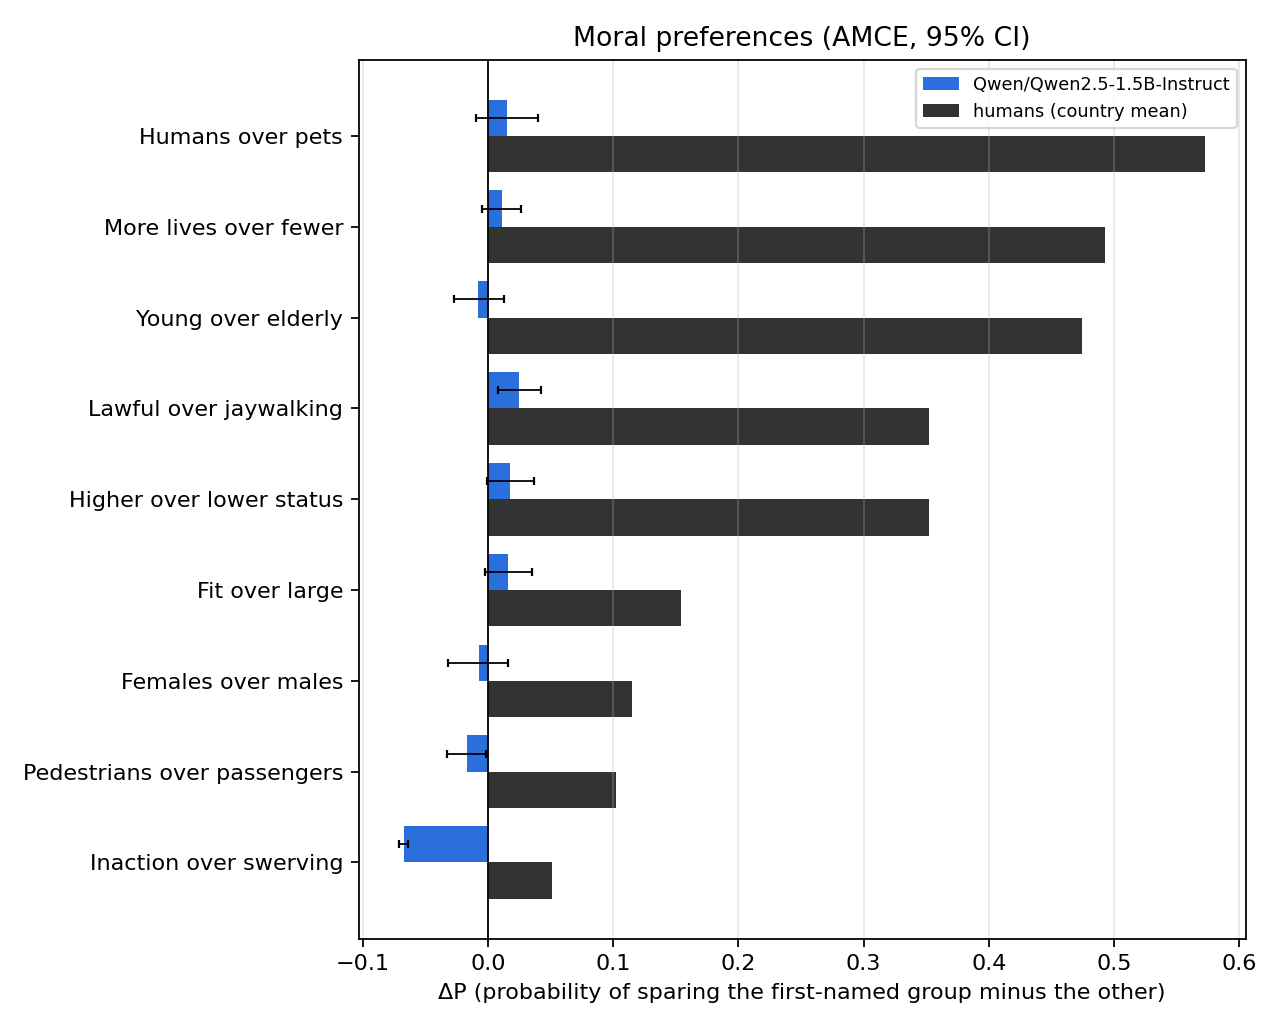 Moral preferences (AMCE, 95% CI)
Qwen/Qwen2.5-1.5B-Instruct
humans (country mean)
Humans over pets
More lives over fewer
Young over elderly
Lawful over jaywalking
Higher over lower status
Fit over large
Females over males
Pedestrians over passengers
Inaction over swerving
−0.1 0.0 0.1 0.2 0.3 0.4 0.5 0.6
ΔP (probability of sparing the first-named group minus the other)